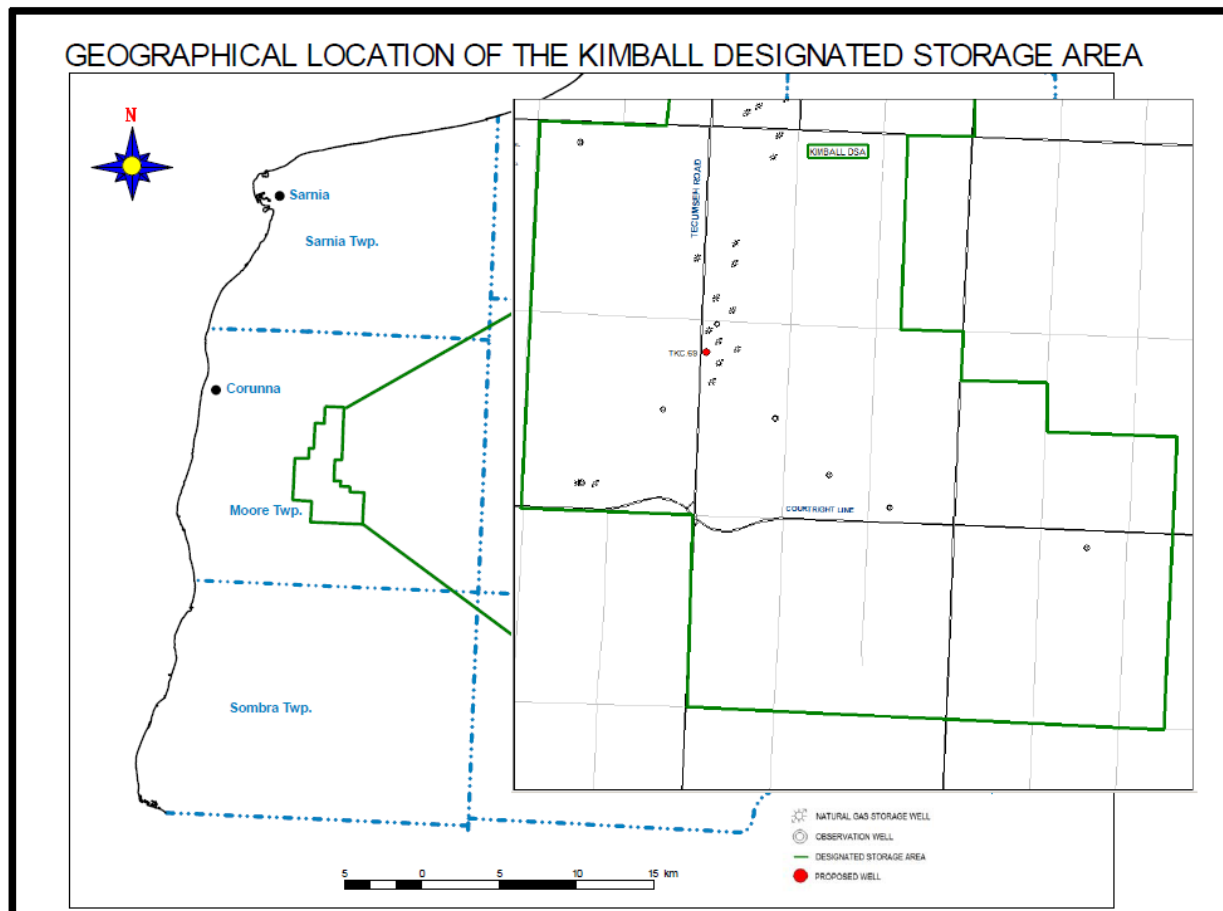 GEOGRAPHICAL LOCATION OF THE KIMBALL DESIGNATED STORAGE AREA
N
Sarnia
Sarnia Twp.
Corunna
Moore Twp.
Sombra Twp.
KIMBALL DSA
TECUMSEH ROAD
TKC 69
COURTRIGHT LINE
NATURAL GAS STORAGE WELL
OBSERVATION WELL
DESIGNATED STORAGE AREA
PROPOSED WELL
5 0 5 10 15 km